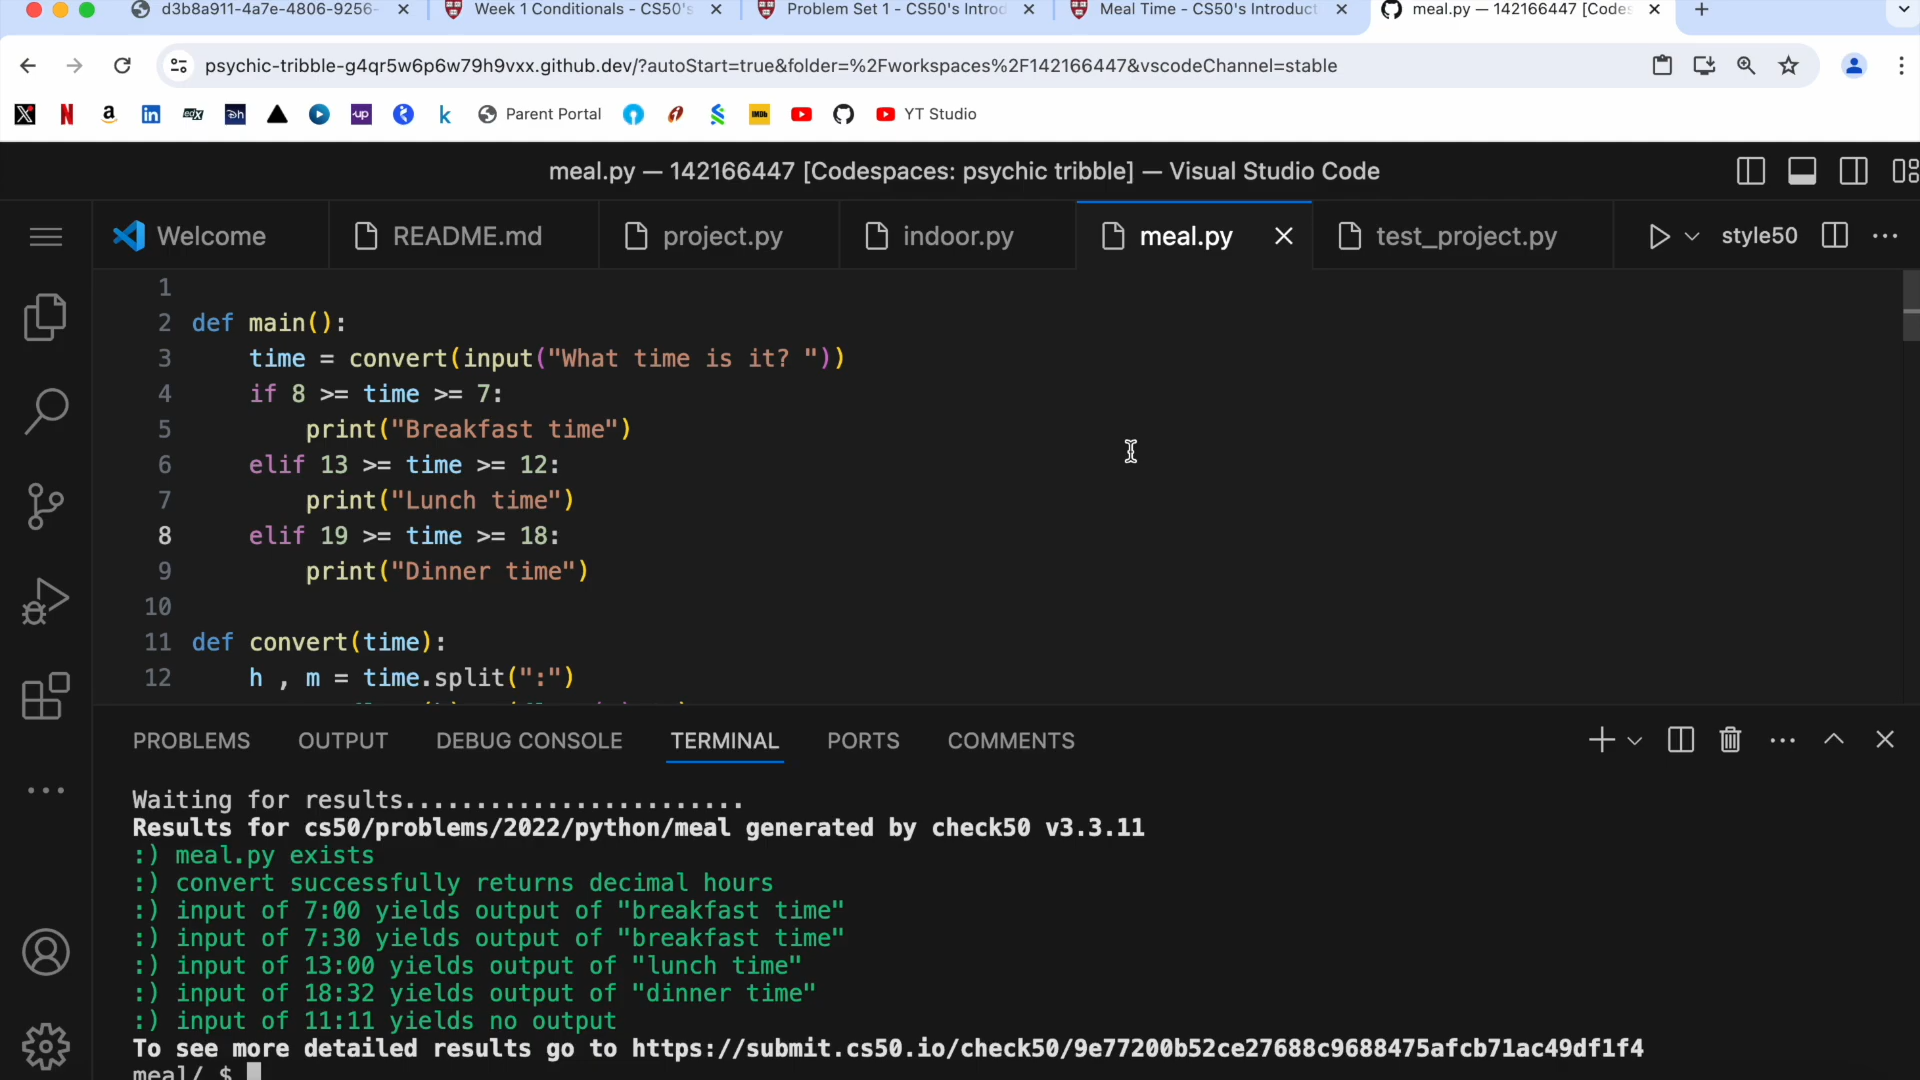 d3b8a911-4a7e-4806-9256-
Week 1 Conditionals - CS50's
Problem Set 1 - CS50's Introd
Meal Time - CS50's Introduct
meal.py — 142166447 [Codes
psychic-tribble-g4qr5w6p6w79h9vxx.github.dev/?autoStart=true&folder=%2Fworkspaces%2F142166447&vscodeChannel=stable
X N a in edX Dh up k Parent Portal IMDb YT Studio
meal.py — 142166447 [Codespaces: psychic tribble] — Visual Studio Code
Welcome README.md project.py indoor.py meal.py test_project.py style50
1
2 def main():
3 time = convert(input("What time is it? "))
4 if 8 >= time >= 7:
5 print("Breakfast time")
6 elif 13 >= time >= 12:
7 print("Lunch time")
8 elif 19 >= time >= 18:
9 print("Dinner time")
10
11 def convert(time):
12 h , m = time.split(":")
PROBLEMS OUTPUT DEBUG CONSOLE TERMINAL PORTS COMMENTS
Waiting for results........................
Results for cs50/problems/2022/python/meal generated by check50 v3.3.11
:) meal.py exists
:) convert successfully returns decimal hours
:) input of 7:00 yields output of "breakfast time"
:) input of 7:30 yields output of "breakfast time"
:) input of 13:00 yields output of "lunch time"
:) input of 18:32 yields output of "dinner time"
:) input of 11:11 yields no output
To see more detailed results go to https://submit.cs50.io/check50/9e77200b52ce27688c9688475afcb71ac49df1f4
meal/ $